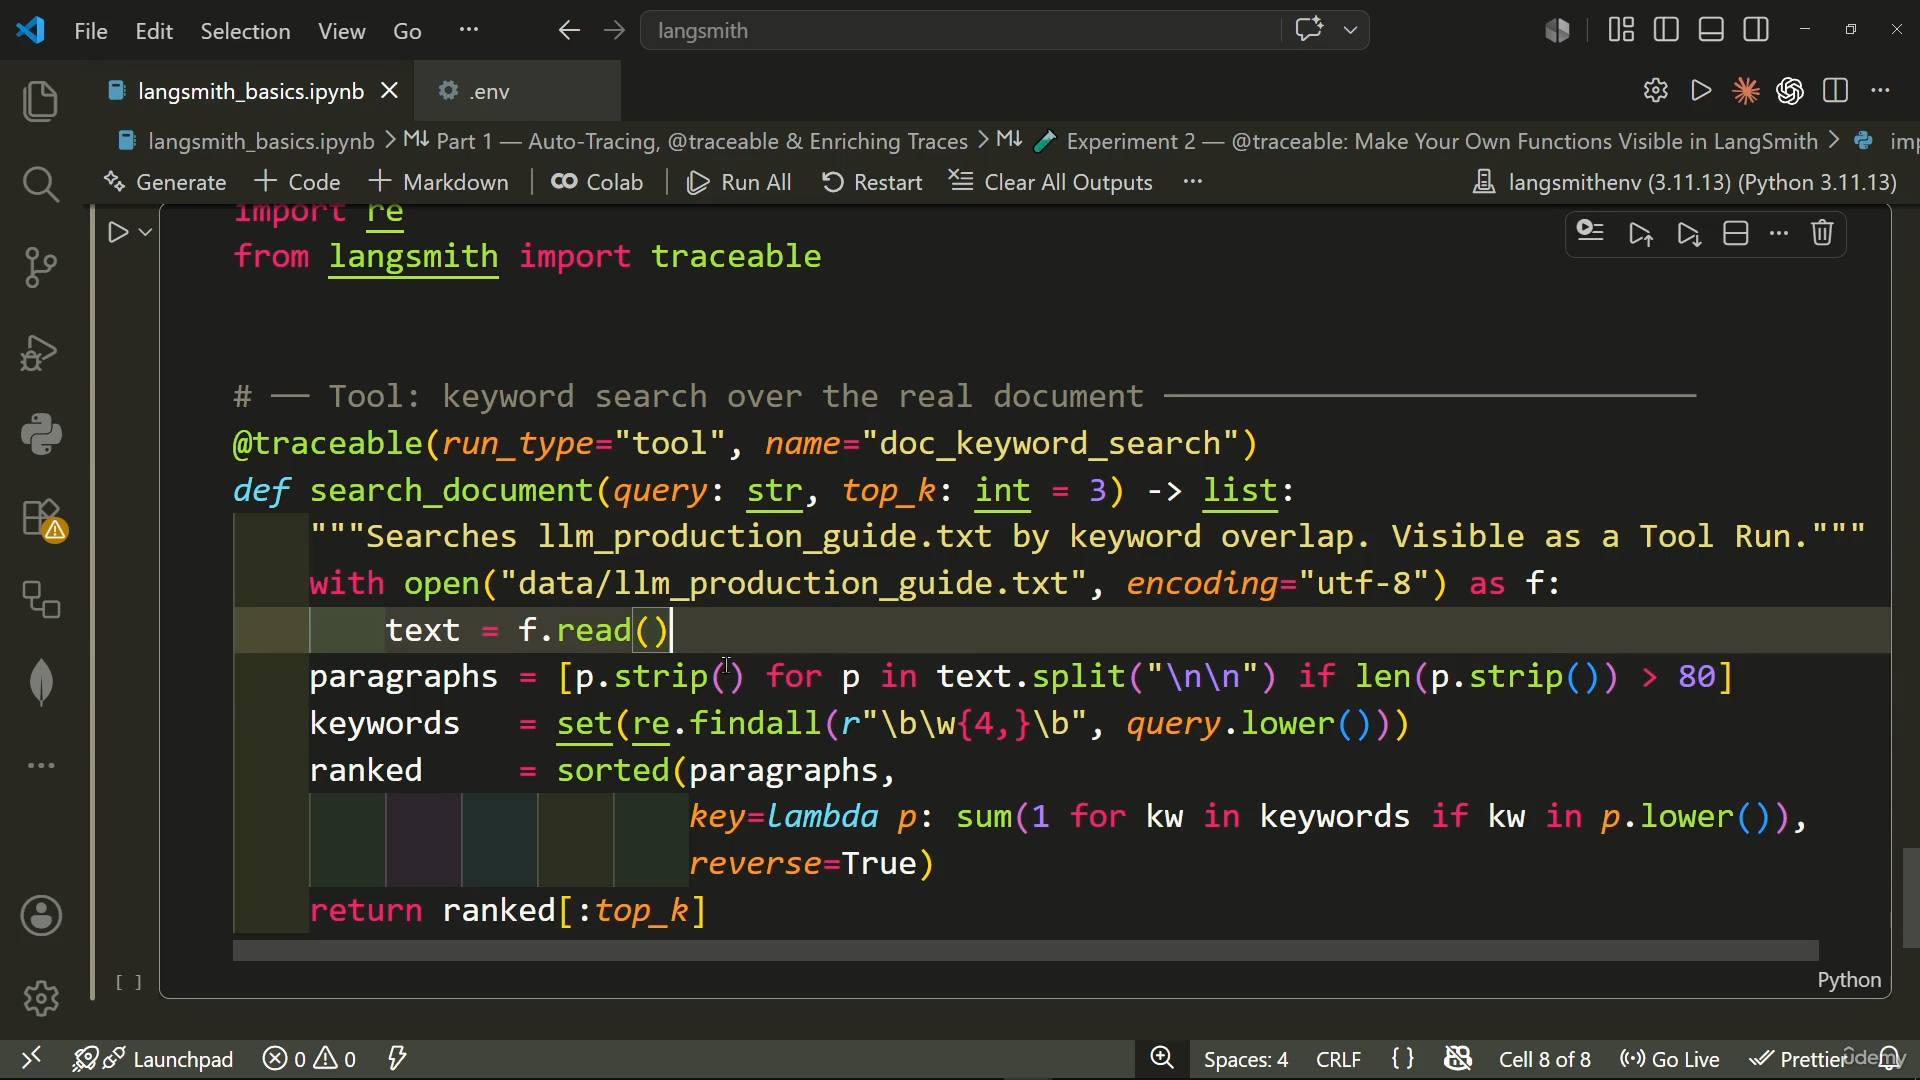 File Edit Selection View Go ··· langsmith
langsmith_basics.ipynb .env
langsmith_basics.ipynb > M↓ Part 1 — Auto-Tracing, @traceable & Enriching Traces > M↓ 🧪 Experiment 2 — @traceable: Make Your Own Functions Visible in LangSmith >
Generate + Code + Markdown Colab Run All Restart Clear All Outputs ··· langsmithenv (3.11.13) (Python 3.11.13)
import re
from langsmith import traceable
# —— Tool: keyword search over the real document ——————————————
@traceable(run_type="tool", name="doc_keyword_search")
def search_document(query: str, top_k: int = 3) -> list:
"""Searches llm_production_guide.txt by keyword overlap. Visible as a Tool Run."""
with open("data/llm_production_guide.txt", encoding="utf-8") as f:
text = f.read()
paragraphs = [p.strip() for p in text.split("\n\n") if len(p.strip()) > 80]
keywords = set(re.findall(r"\b\w{4,}\b", query.lower()))
ranked = sorted(paragraphs,
key=lambda p: sum(1 for kw in keywords if kw in p.lower()),
reverse=True)
return ranked[:top_k]
[ ]
Python
Launchpad 0 0 Spaces: 4 CRLF { } Cell 8 of 8 Go Live Prettier ûdemy